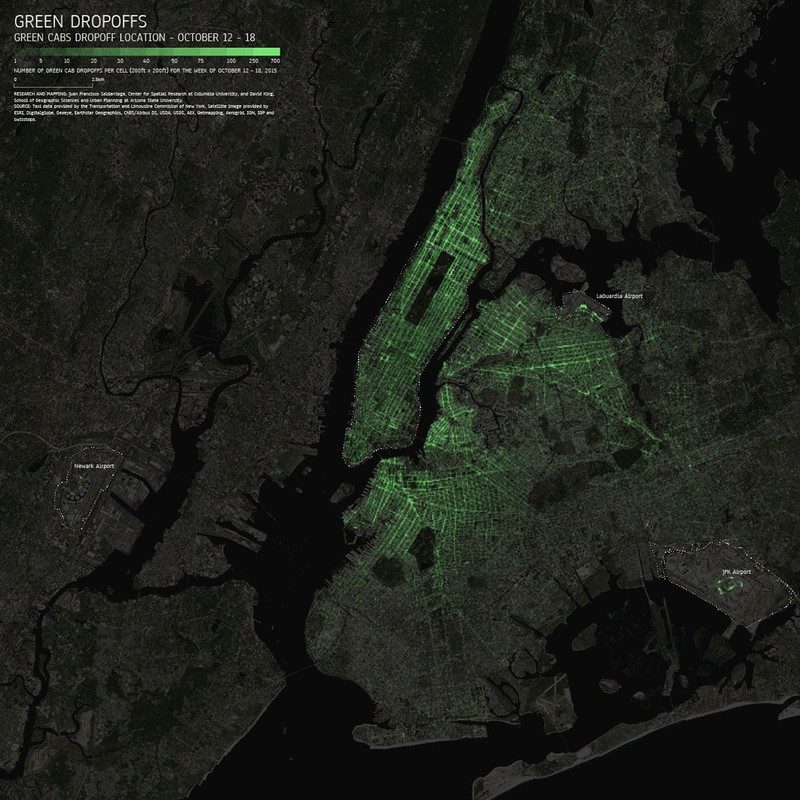 GREEN DROPOFFS
GREEN CABS DROPOFF LOCATION - OCTOBER 12 - 18
1 5 10 20 30 40 50 75 100 250 700
NUMBER OF GREEN CAB DROPOFFS PER CELL (200ft x 200ft) FOR THE WEEK OF OCTOBER 12 - 18, 2015
0 2.5km
RESEARCH AND MAPPING: Juan Francisco Saldarriaga, Center for Spatial Research at Columbia University, and David King,
School of Geographic Sciences and Urban Planning at Arizona State University.
SOURCE: Taxi data provided by the Transportation and Limousine Commission of New York. Satellite image provided by
ESRI, DigitalGlobe, Geoeye, Earthstar Geographics, CNES/Airbus DS, USDA, USGS, AEX, Getmapping, Aerogrid, IGN, IGP and
swisstopo.
LaGuardia Airport
Newark Airport
JFK Airport